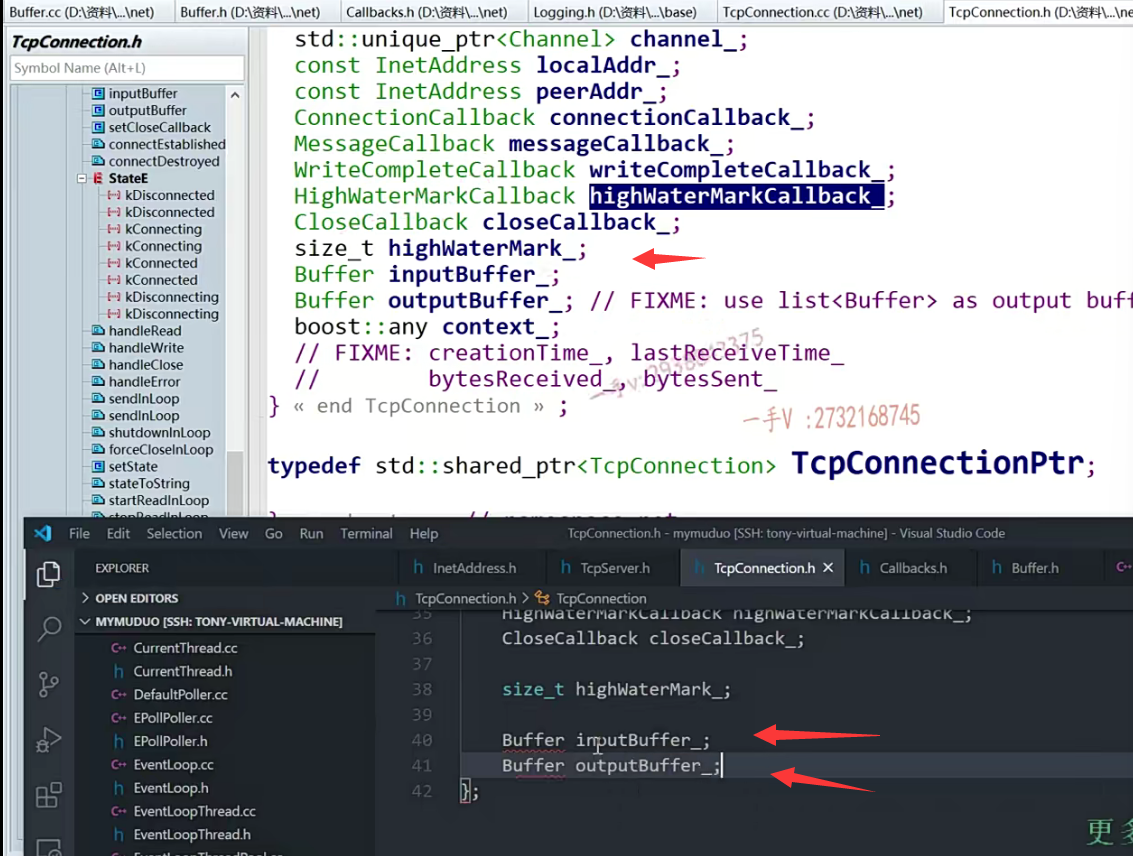 Buffer.cc (D:\资料\...\net)
Buffer.h (D:\资料\...\net)
Callbacks.h (D:\资料\...\net)
Logging.h (D:\资料\...\base)
TcpConnection.cc (D:\资料\...\net)
TcpConnection.h (D:\资料\...\ne
TcpConnection.h
Symbol Name (Alt+L)
inputBuffer
outputBuffer
setCloseCallback
connectEstablished
connectDestroyed
StateE
kDisconnected
kDisconnected
kConnecting
kConnecting
kConnected
kConnected
kDisconnecting
kDisconnecting
handleRead
handleWrite
handleClose
handleError
sendInLoop
sendInLoop
shutdownInLoop
forceCloseInLoop
setState
stateToString
startReadInLoop
stopReadInLoop
std::unique_ptr<Channel> channel_;
const InetAddress localAddr_;
const InetAddress peerAddr_;
ConnectionCallback connectionCallback_;
MessageCallback messageCallback_;
WriteCompleteCallback writeCompleteCallback_;
HighWaterMarkCallback highWaterMarkCallback_;
CloseCallback closeCallback_;
size_t highWaterMark_;
Buffer inputBuffer_;
Buffer outputBuffer_; // FIXME: use list<Buffer> as output buff
boost::any context_;
// FIXME: creationTime_, lastReceiveTime_
// bytesReceived_, bytesSent_
} « end TcpConnection » ;
一手V :2732168745
typedef std::shared_ptr<TcpConnection> TcpConnectionPtr;
File Edit Selection View Go Run Terminal Help
TcpConnection.h - mymuduo [SSH: tony-virtual-machine] - Visual Studio Code
EXPLORER
OPEN EDITORS
MYMUDUO [SSH: TONY-VIRTUAL-MACHINE]
CurrentThread.cc
CurrentThread.h
DefaultPoller.cc
EPollPoller.cc
EPollPoller.h
EventLoop.cc
EventLoop.h
EventLoopThread.cc
EventLoopThread.h
InetAddress.h
TcpServer.h
TcpConnection.h
Callbacks.h
Buffer.h
TcpConnection.h > TcpConnection
35 HighWaterMarkCallback highWaterMarkCallback_;
36 CloseCallback closeCallback_;
37
38 size_t highWaterMark_;
39
40 Buffer inputBuffer_;
41 Buffer outputBuffer_;
42 };
更多